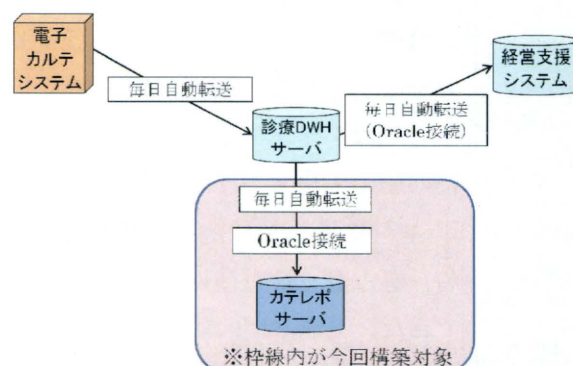 電子
カルテ
システム
経営支援
システム
毎日自動転送
毎日自動転送
(Oracle接続)
診療DWH
サーバ
毎日自動転送
Oracle接続
カテレポ
サーバ
※枠線内が今回構築対象